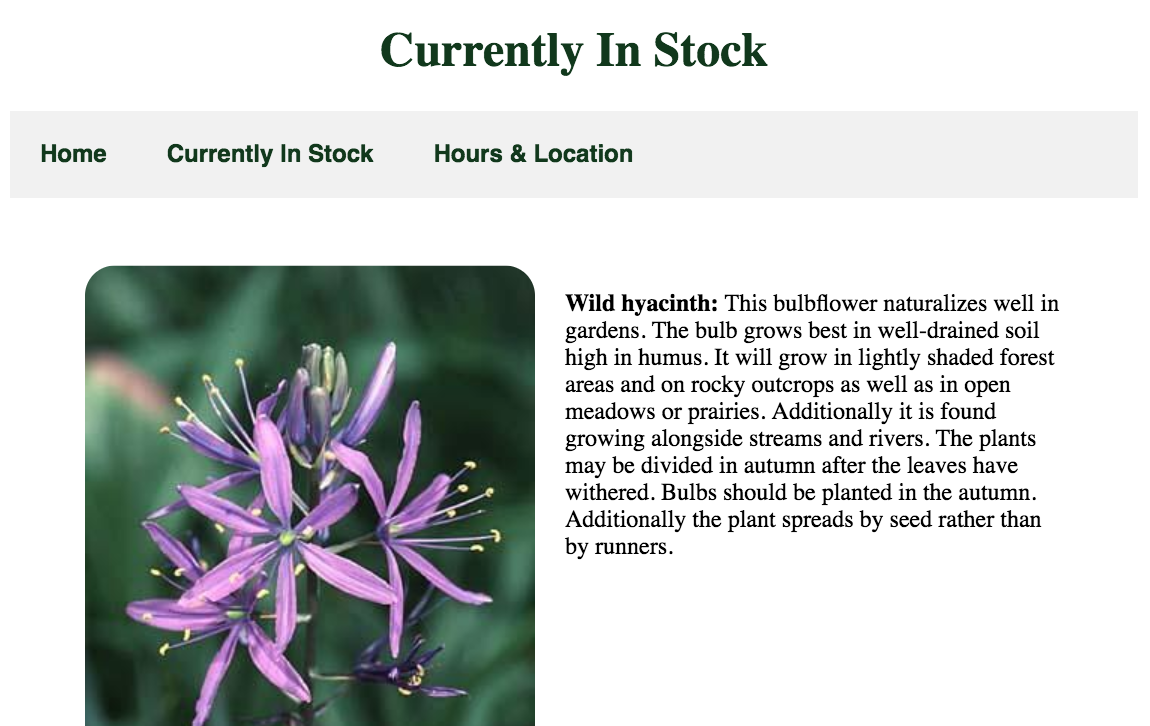 Currently In Stock
Home Currently In Stock Hours & Location
Wild hyacinth: This bulbflower naturalizes well in
gardens. The bulb grows best in well-drained soil
high in humus. It will grow in lightly shaded forest
areas and on rocky outcrops as well as in open
meadows or prairies. Additionally it is found
growing alongside streams and rivers. The plants
may be divided in autumn after the leaves have
withered. Bulbs should be planted in the autumn.
Additionally the plant spreads by seed rather than
by runners.